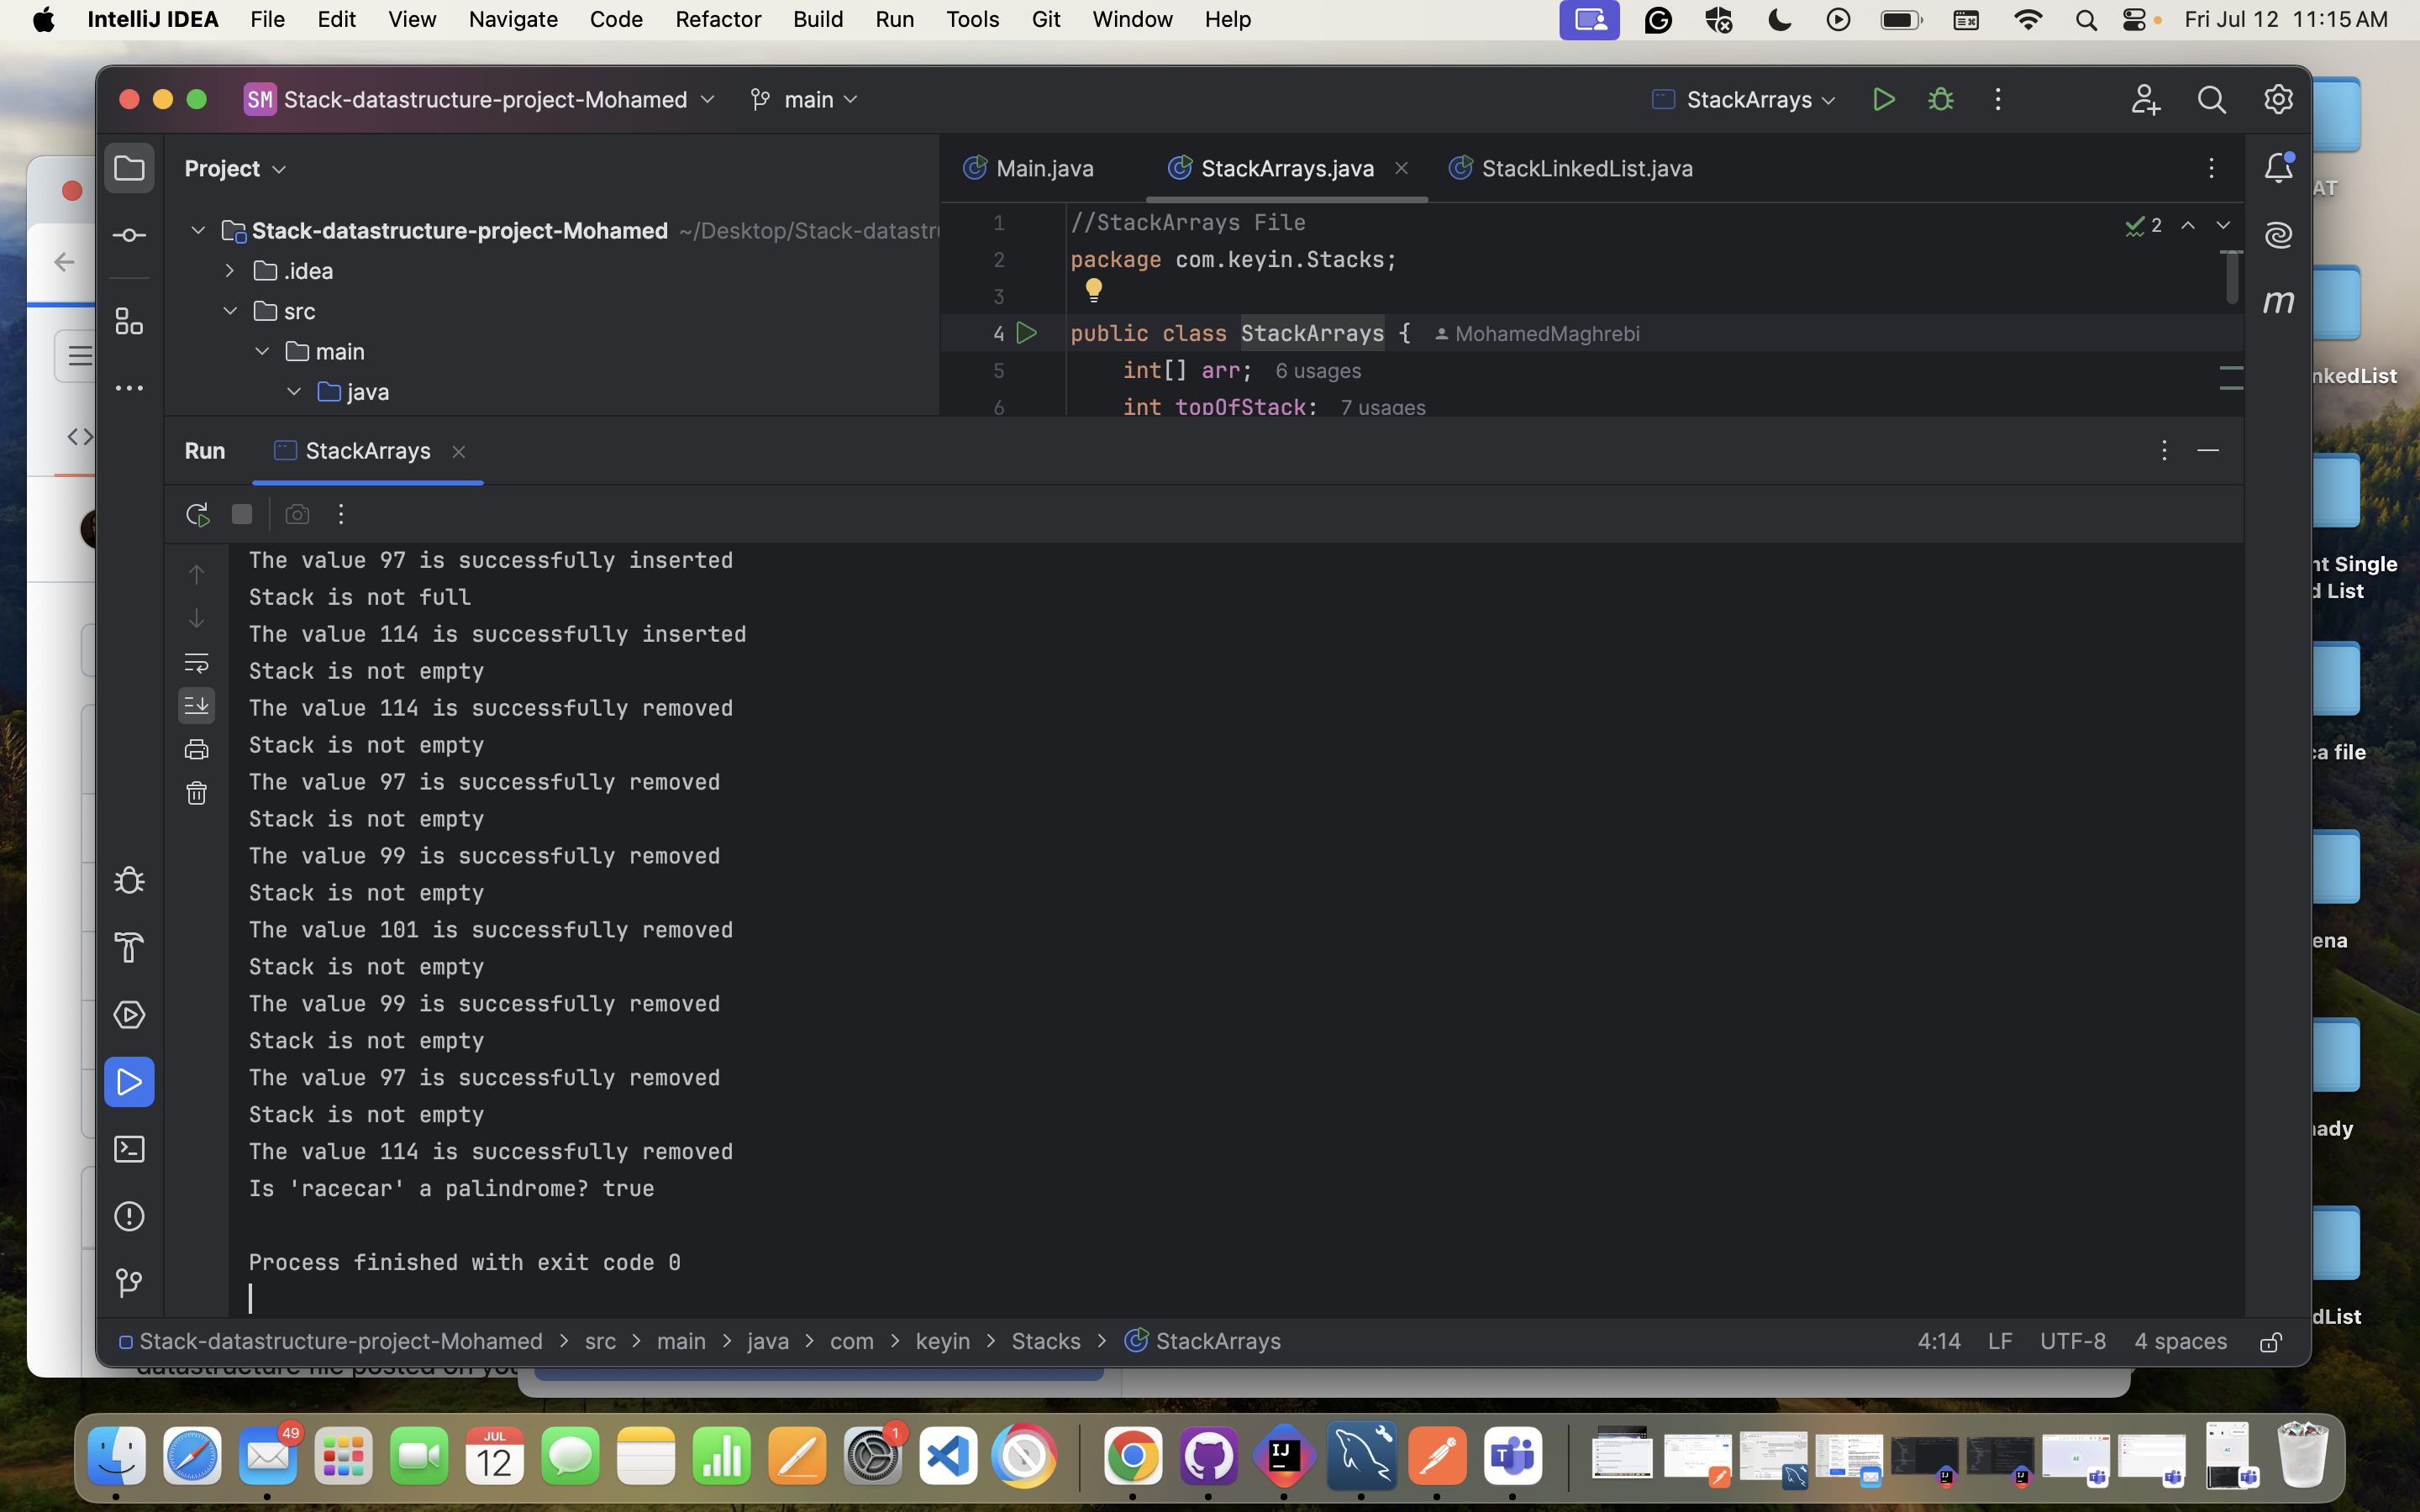 IntelliJ IDEA File Edit View Navigate Code Refactor Build Run Tools Git Window Help Fri Jul 12 11:15 AM
SM Stack-datastructure-project-Mohamed main StackArrays
Project
Main.java StackArrays.java StackLinkedList.java
Stack-datastructure-project-Mohamed ~/Desktop/Stack-datastr
.idea
src
main
java
1 //StackArrays File
2 package com.keyin.Stacks;
3
4 public class StackArrays { MohamedMaghrebi
5 int[] arr; 6 usages
6 int topOfStack; 7 usages
2
m
Run StackArrays
The value 97 is successfully inserted
Stack is not full
The value 114 is successfully inserted
Stack is not empty
The value 114 is successfully removed
Stack is not empty
The value 97 is successfully removed
Stack is not empty
The value 99 is successfully removed
Stack is not empty
The value 101 is successfully removed
Stack is not empty
The value 99 is successfully removed
Stack is not empty
The value 97 is successfully removed
Stack is not empty
The value 114 is successfully removed
Is 'racecar' a palindrome? true
Process finished with exit code 0
Stack-datastructure-project-Mohamed > src > main > java > com > keyin > Stacks > StackArrays 4:14 LF UTF-8 4 spaces
AT
nkedList
nt Single
d List
ca file
ena
ady
dList
datastructure file posted on you
49
JUL
12
1
IJ